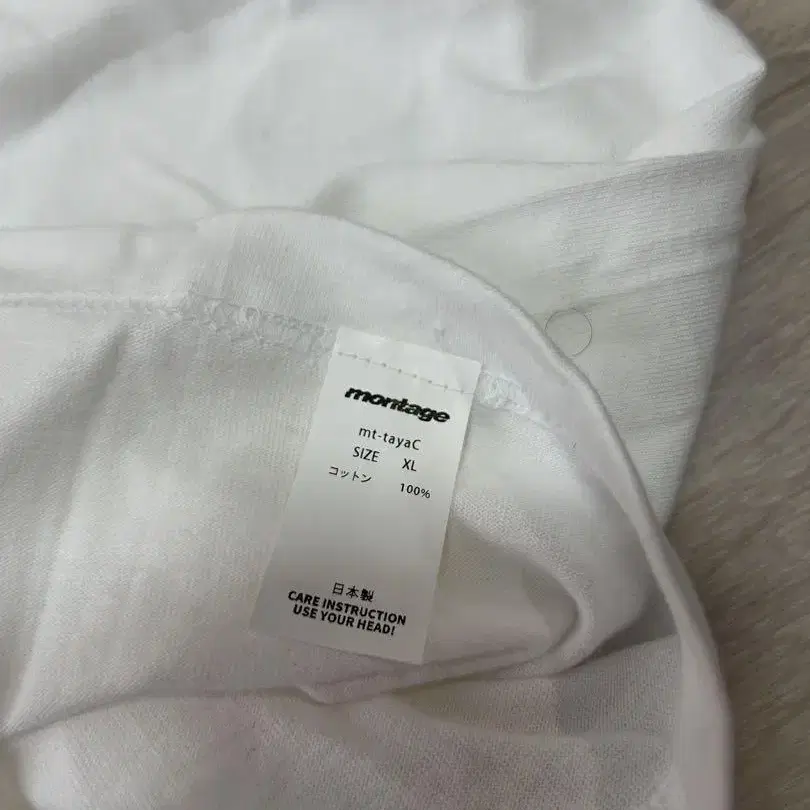 montage
mt-tayaC
SIZE XL
コットン 100%
日本製
CARE INSTRUCTION
USE YOUR HEAD!